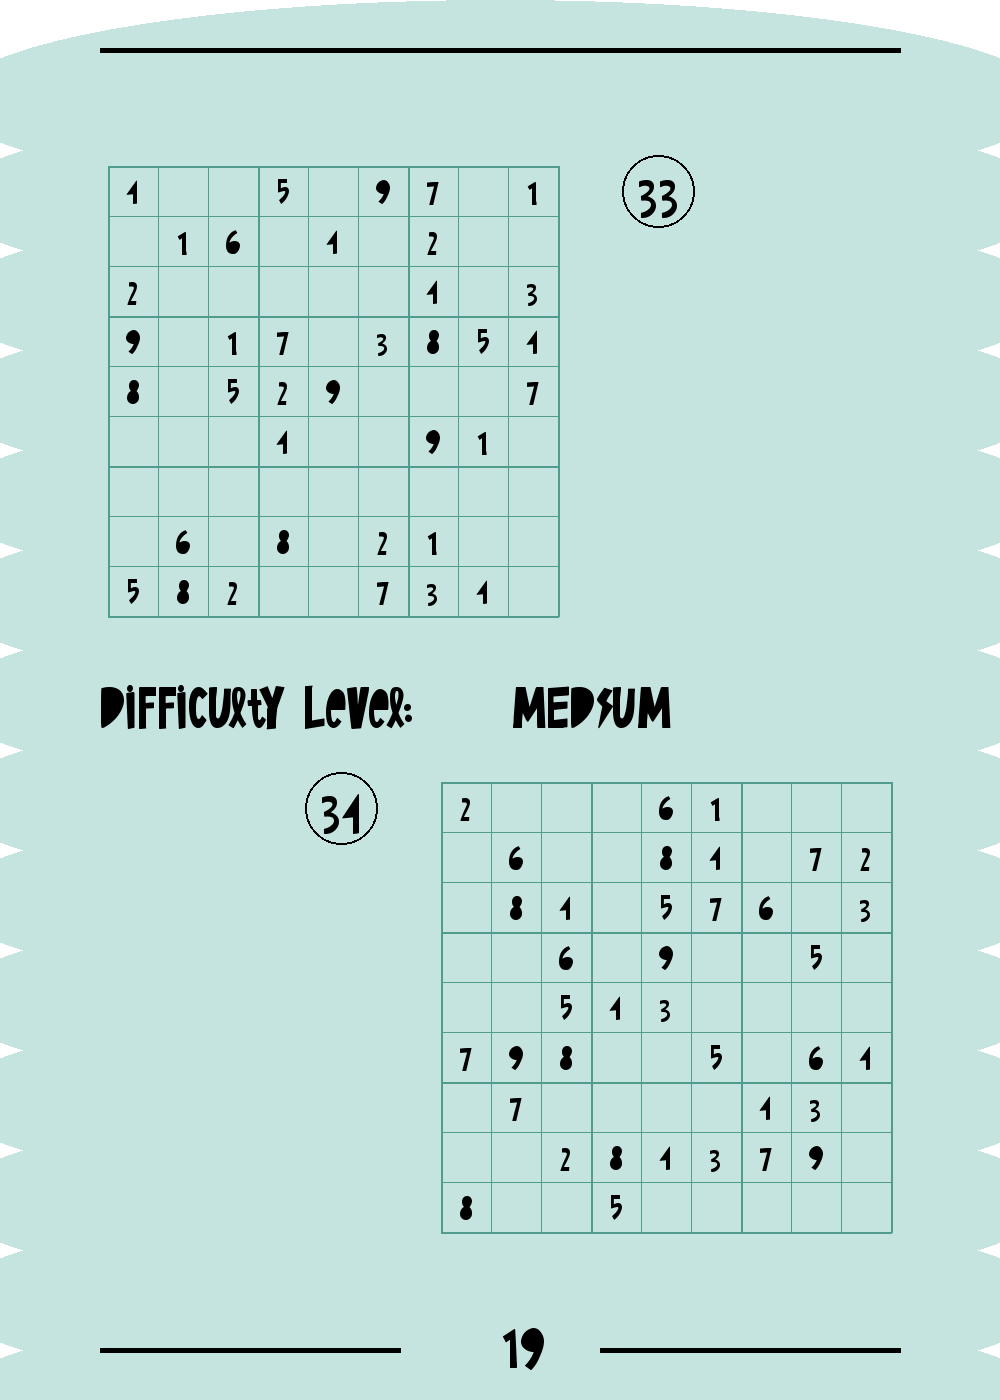 4 5 9 7 1
33
1 6 4 2
2 4 3
9 1 7 3 8 5 4
8 5 2 9 7
4 9 1
6 8 2 1
5 8 2 7 3 4
Difficulty Level: MEDIUM
34
2 6 1
6 8 4 7 2
8 4 5 7 6 3
6 9 5
5 4 3
7 9 8 5 6 4
7 4 3
2 8 4 3 7 9
8 5
19